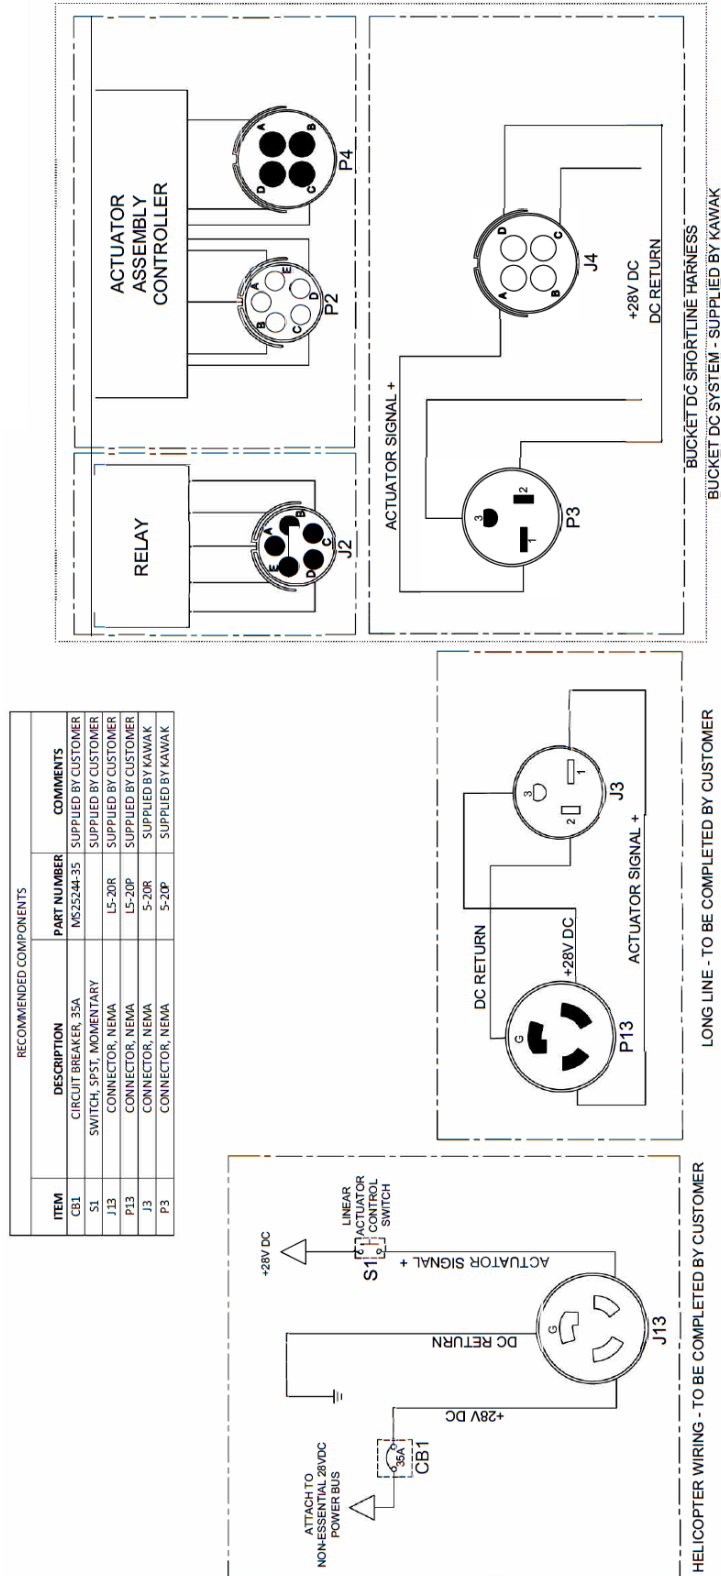 RECOMMENDED COMPONENTS
ITEM DESCRIPTION PART NUMBER COMMENTS
CB1 CIRCUIT BREAKER, 35A MS25244-35 SUPPLIED BY CUSTOMER
S1 SWITCH, SPST, MOMENTARY SUPPLIED BY CUSTOMER
J13 CONNECTOR, NEMA L5-20R SUPPLIED BY CUSTOMER
P13 CONNECTOR, NEMA L5-20P SUPPLIED BY CUSTOMER
J3 CONNECTOR, NEMA 5-20R SUPPLIED BY KAWAK
P3 CONNECTOR, NEMA 5-20P SUPPLIED BY KAWAK
ATTACH TO
NON-ESSENTIAL 28VDC
POWER BUS
35A
CB1
+28V DC
DC RETURN
+28V DC
LINEAR
ACTUATOR
CONTROL
SWITCH
S1
ACTUATOR SIGNAL +
G
J13
HELICOPTER WIRING - TO BE COMPLETED BY CUSTOMER
DC RETURN
+28V DC
G
P13
ACTUATOR SIGNAL +
3
2
1
J3
LONG LINE - TO BE COMPLETED BY CUSTOMER
RELAY
A
B
C
D
E
J2
ACTUATOR
ASSEMBLY
CONTROLLER
A
B
C
D
E
P2
A
B
C
D
P4
ACTUATOR SIGNAL +
3
2
1
P3
A
B
C
D
J4
+28V DC
DC RETURN
BUCKET DC SHORTLINE HARNESS
BUCKET DC SYSTEM - SUPPLIED BY KAWAK